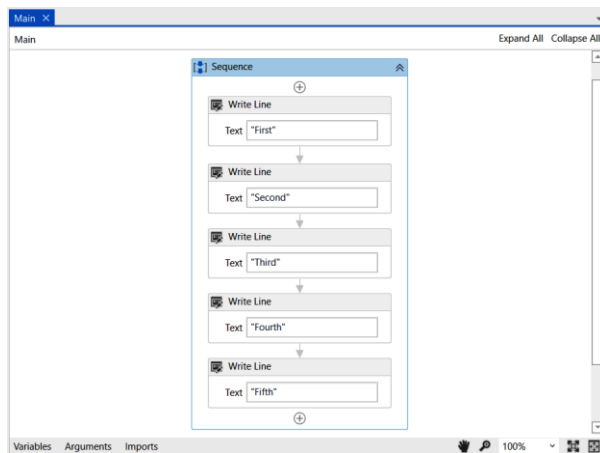 Main
Main Expand All Collapse All
Sequence
Write Line
Text "First"
Write Line
Text "Second"
Write Line
Text "Third"
Write Line
Text "Fourth"
Write Line
Text "Fifth"
Variables Arguments Imports 100%